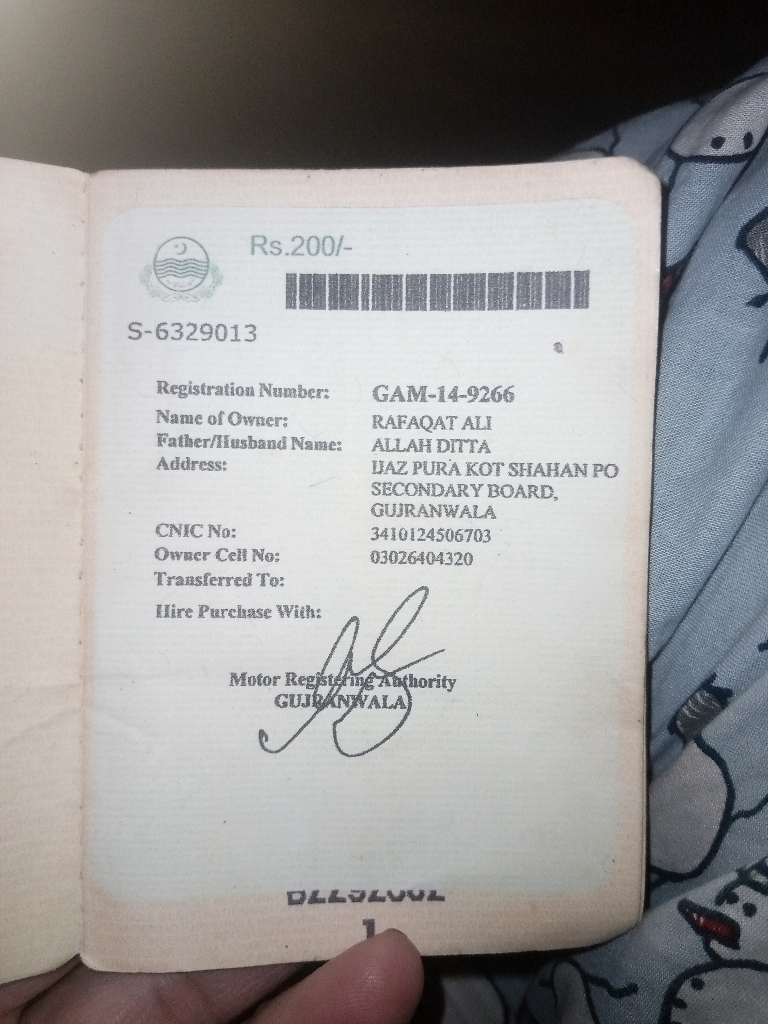 Rs.200/-
S-6329013
Registration Number: GAM-14-9266
Name of Owner: RAFAQAT ALI
Father/Husband Name: ALLAH DITTA
Address: IJAZ PURA KOT SHAHAN PO
SECONDARY BOARD,
GUJRANWALA
CNIC No: 3410124506703
Owner Cell No: 03026404320
Transferred To:
Hire Purchase With:
Motor Registering Authority
GUJRANWALA
1